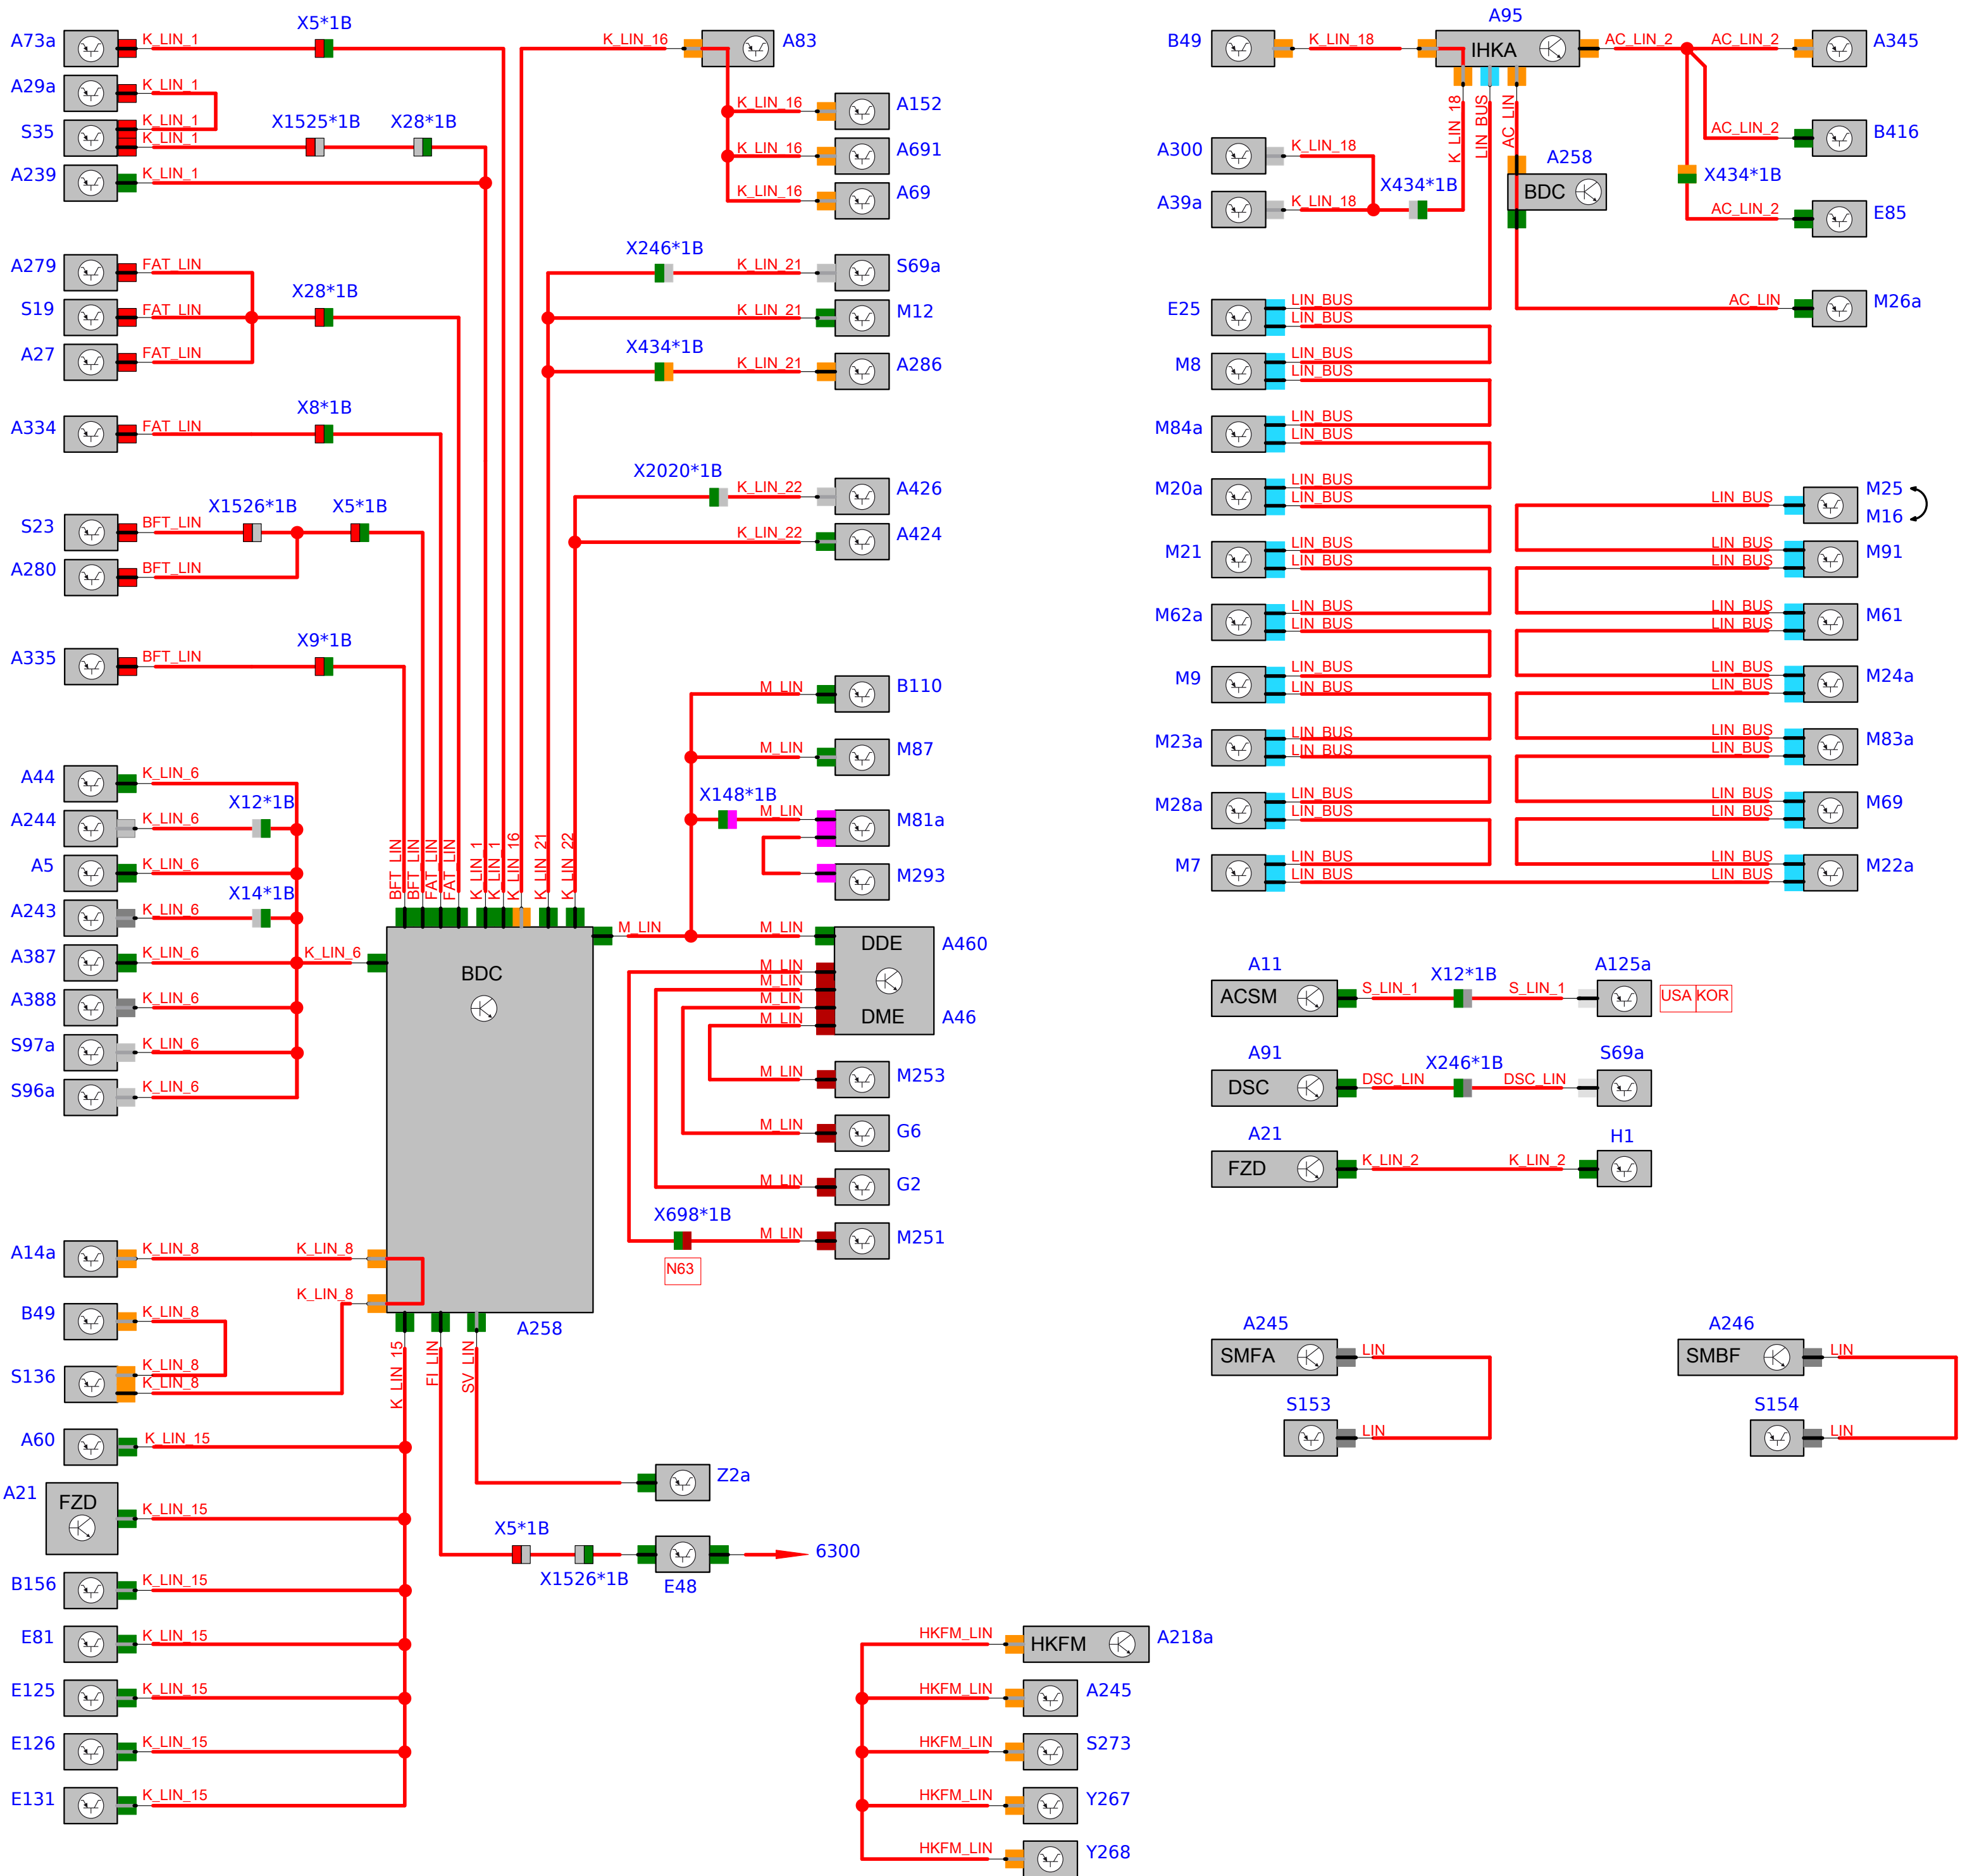 A73a K_LIN_1 X5*1B
A29a K_LIN_1
S35 K_LIN_1
K_LIN_1 X1525*1B X28*1B
A239 K_LIN_1
A279 FAT_LIN
S19 FAT_LIN X28*1B
A27 FAT_LIN
A334 FAT_LIN X8*1B
S23 BFT_LIN X1526*1B X5*1B
A280 BFT_LIN
A335 BFT_LIN X9*1B
A44 K_LIN_6
A244 K_LIN_6 X12*1B
A5 K_LIN_6
A243 K_LIN_6 X14*1B
A387 K_LIN_6 K_LIN_6
A388 K_LIN_6
S97a K_LIN_6
S96a K_LIN_6
BFT_LIN
BFT_LIN
FAT_LIN
FAT_LIN
K_LIN_1
K_LIN_1
K_LIN_16
K_LIN_21
K_LIN_22
BDC
A258
A14a K_LIN_8 K_LIN_8
K_LIN_8
B49 K_LIN_8
S136 K_LIN_8
K_LIN_8
K_LIN_15
FI_LIN
SV_LIN
A60 K_LIN_15
A21 FZD K_LIN_15
B156 K_LIN_15
E81 K_LIN_15
E125 K_LIN_15
E126 K_LIN_15
E131 K_LIN_15
Z2a
X5*1B
X1526*1B
E48
6300
K_LIN_16 A83
K_LIN_16 A152
K_LIN_16 A691
K_LIN_16 A69
X246*1B K_LIN_21 S69a
K_LIN_21 M12
X434*1B K_LIN_21 A286
X2020*1B K_LIN_22 A426
K_LIN_22 A424
M_LIN B110
M_LIN M87
X148*1B M_LIN M81a
M293
M_LIN M_LIN DDE A460
M_LIN
M_LIN
M_LIN
M_LIN
DME A46
M_LIN M253
M_LIN G6
M_LIN G2
X698*1B M_LIN M251
N63
HKFM_LIN HKFM A218a
HKFM_LIN A245
HKFM_LIN S273
HKFM_LIN Y267
HKFM_LIN Y268
A95
B49 K_LIN_18 IHKA AC_LIN_2 AC_LIN_2 A345
K_LIN_18
LIN_BUS
AC_LIN
A300 K_LIN_18
A39a K_LIN_18 X434*1B
A258
BDC
AC_LIN_2 B416
X434*1B
AC_LIN_2 E85
AC_LIN M26a
E25 LIN_BUS
LIN_BUS
M8 LIN_BUS
LIN_BUS
M84a LIN_BUS
LIN_BUS
M20a LIN_BUS
LIN_BUS
M21 LIN_BUS
LIN_BUS
M62a LIN_BUS
LIN_BUS
M9 LIN_BUS
LIN_BUS
M23a LIN_BUS
LIN_BUS
M28a LIN_BUS
LIN_BUS
M7 LIN_BUS
LIN_BUS
LIN_BUS M25
M16
LIN_BUS M91
LIN_BUS
LIN_BUS M61
LIN_BUS
LIN_BUS M24a
LIN_BUS
LIN_BUS M83a
LIN_BUS
LIN_BUS M69
LIN_BUS
LIN_BUS M22a
LIN_BUS
A11 X12*1B A125a
ACSM S_LIN_1 S_LIN_1 USA KOR
A91 X246*1B S69a
DSC DSC_LIN DSC_LIN
A21 H1
FZD K_LIN_2 K_LIN_2
A245
SMFA LIN
S153
LIN
A246
SMBF LIN
S154
LIN